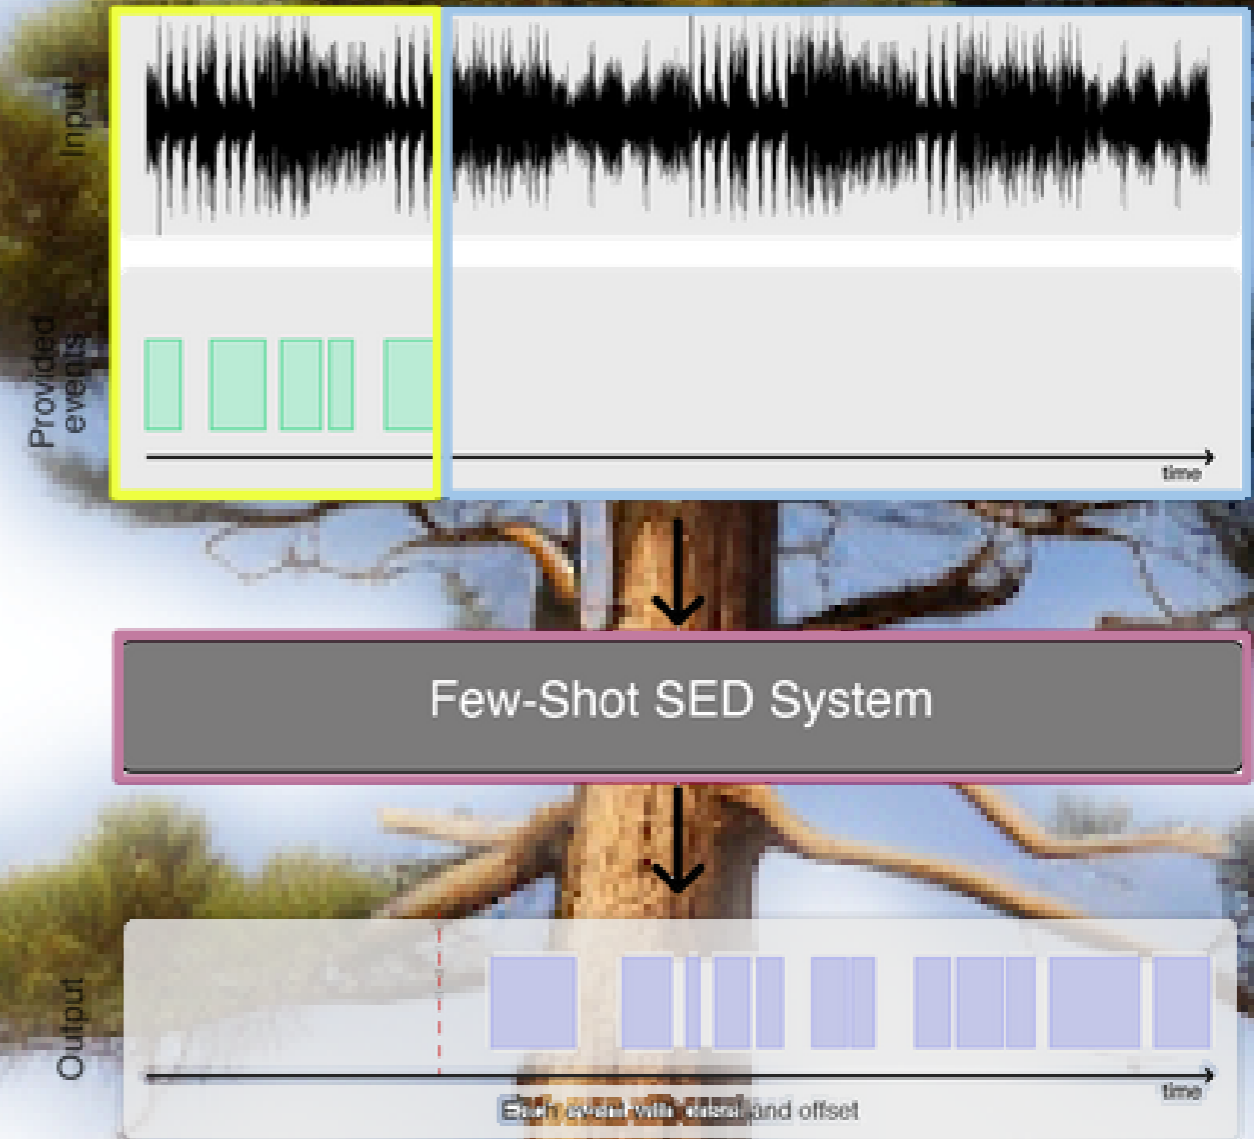 Input
Provided
events
time
Few-Shot SED System
Output
time
and offset